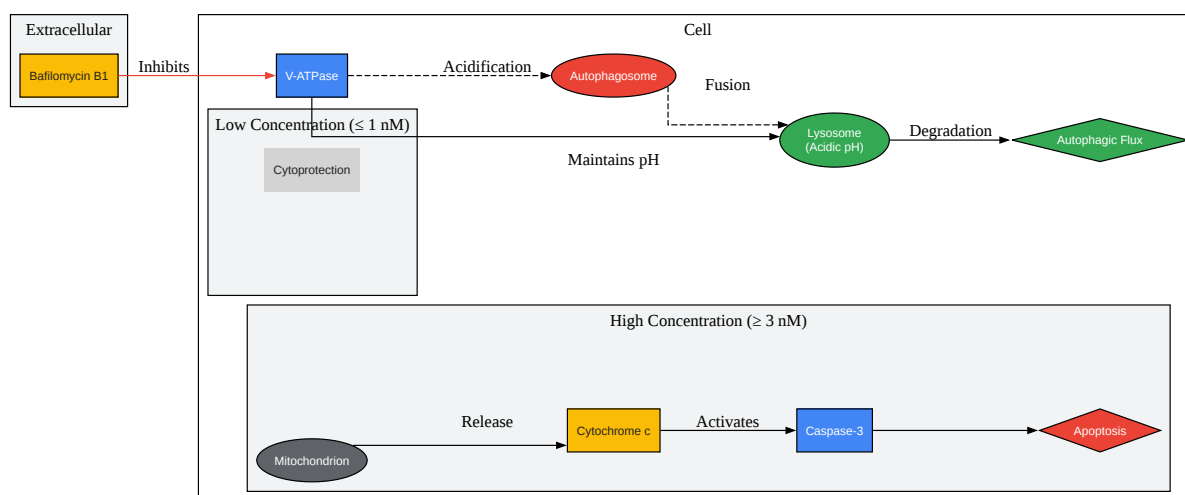 Extracellular
Cell
Bafilomycin B1
Inhibits
V-ATPase
Acidification
Autophagosome
Fusion
Low Concentration (≤ 1 nM)
Cytoprotection
Maintains pH
Lysosome
(Acidic pH)
Degradation
Autophagic Flux
High Concentration (≥ 3 nM)
Mitochondrion
Release
Cytochrome c
Activates
Caspase-3
Apoptosis